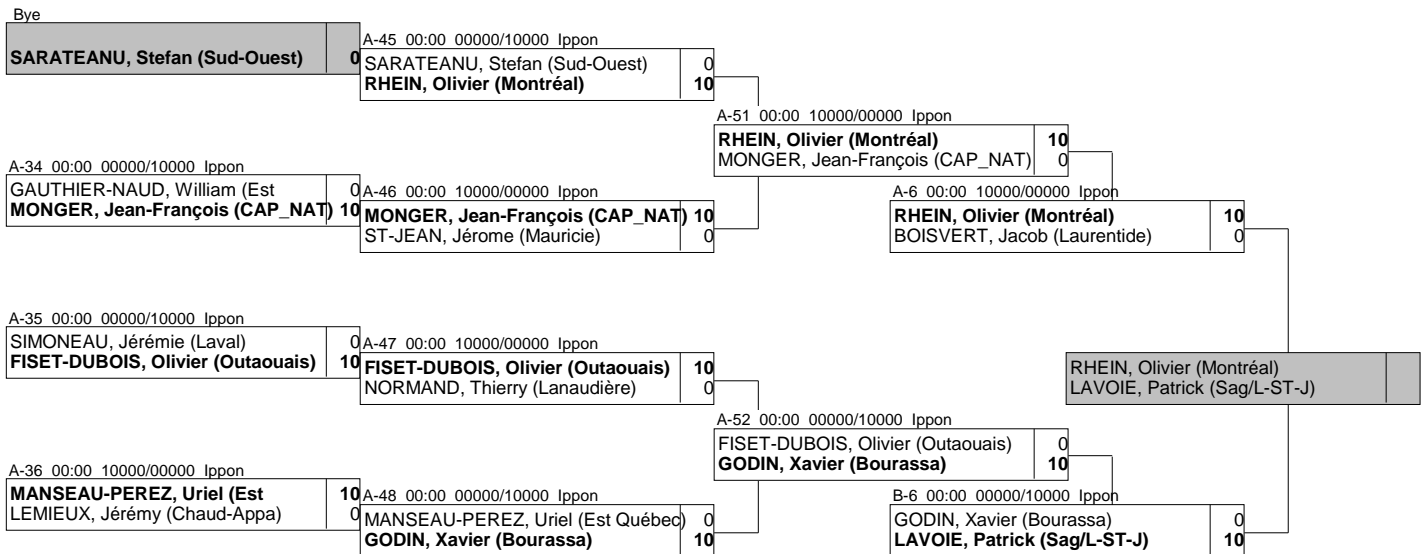 Bye
SARATEANU, Stefan (Sud-Ouest) 0
A-45 00:00 00000/10000 Ippon
SARATEANU, Stefan (Sud-Ouest) 0
RHEIN, Olivier (Montréal) 10
A-51 00:00 10000/00000 Ippon
RHEIN, Olivier (Montréal) 10
MONGER, Jean-François (CAP_NAT) 0
A-34 00:00 00000/10000 Ippon
GAUTHIER-NAUD, William (Est 0
MONGER, Jean-François (CAP_NAT) 10
A-46 00:00 10000/00000 Ippon
MONGER, Jean-François (CAP_NAT) 10
ST-JEAN, Jérome (Mauricie) 0
A-6 00:00 10000/00000 Ippon
RHEIN, Olivier (Montréal) 10
BOISVERT, Jacob (Laurentide) 0
A-35 00:00 00000/10000 Ippon
SIMONEAU, Jérémie (Laval) 0
FISET-DUBOIS, Olivier (Outaouais) 10
A-47 00:00 10000/00000 Ippon
FISET-DUBOIS, Olivier (Outaouais) 10
NORMAND, Thierry (Lanaudière) 0
RHEIN, Olivier (Montréal)
LAVOIE, Patrick (Sag/L-ST-J)
A-52 00:00 00000/10000 Ippon
FISET-DUBOIS, Olivier (Outaouais) 0
GODIN, Xavier (Bourassa) 10
A-36 00:00 10000/00000 Ippon
MANSEAU-PEREZ, Uriel (Est 10
LEMIEUX, Jérémy (Chaud-Appa) 0
A-48 00:00 00000/10000 Ippon
MANSEAU-PEREZ, Uriel (Est Québec) 0
GODIN, Xavier (Bourassa) 10
B-6 00:00 00000/10000 Ippon
GODIN, Xavier (Bourassa) 0
LAVOIE, Patrick (Sag/L-ST-J) 10